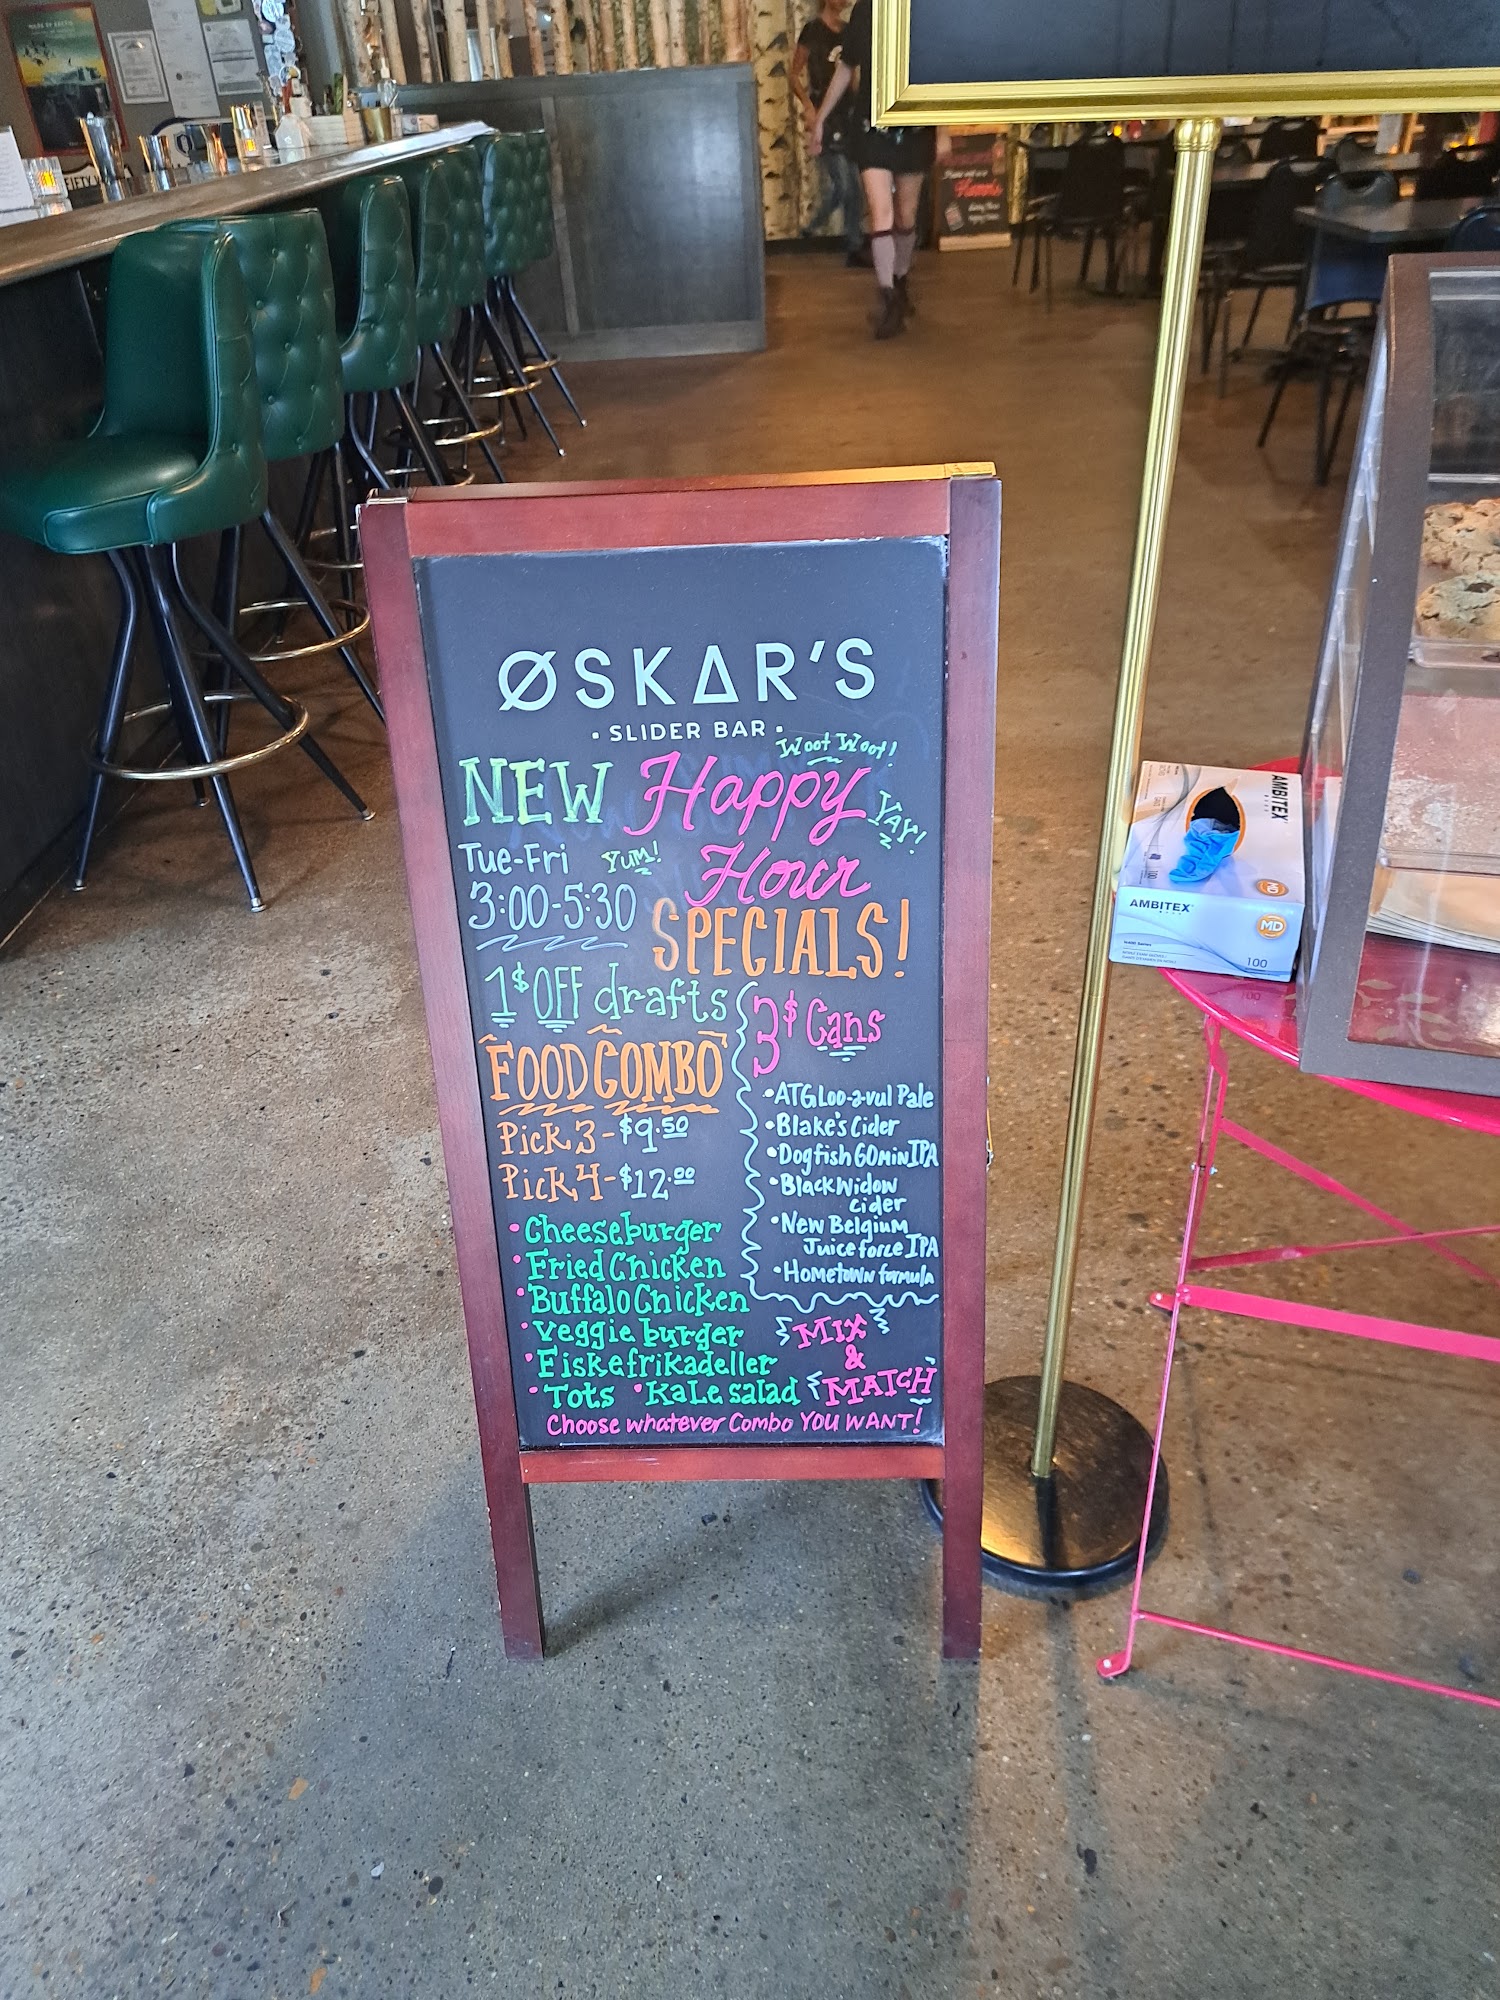 ØSKAR'S
· SLIDER BAR ·
Woot Woot!
NEW Happy
YAY!
Tue-Fri YUM! Hour
3:00-5:30 SPECIALS!
1$ OFF drafts
FOOD COMBO
Pick 3-$9.50
Pick 4-$12.00
• Cheeseburger
• Fried Chicken
• Buffalo Chicken
• Veggie burger
• Fiskefrikadeller
• Tots • Kale salad
3$ Cans
• ATG Loo-a-vul Pale
• Blake's Cider
• Dogfish 60min IPA
• Black Widow
cider
• New Belgium
Juice force IPA
• Hometown formula
MIX
&
MATCH
Choose whatever Combo YOU WANT!
AMBITEX
AMBITEX
MD
MD
100